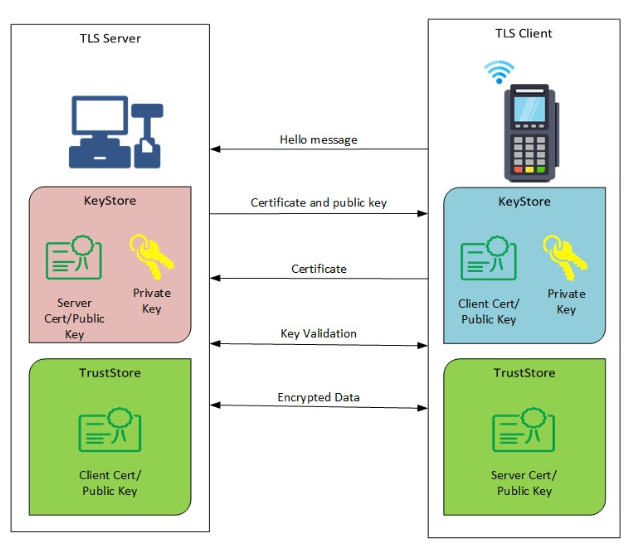 TLS Server
TLS Client
Hello message
KeyStore
Certificate and public key
KeyStore
Certificate
Server
Cert/Public
Key
Private
Key
Client Cert/
Public Key
Private
Key
Key Validation
TrustStore
TrustStore
Encrypted Data
Client Cert/
Public Key
Server Cert/
Public Key